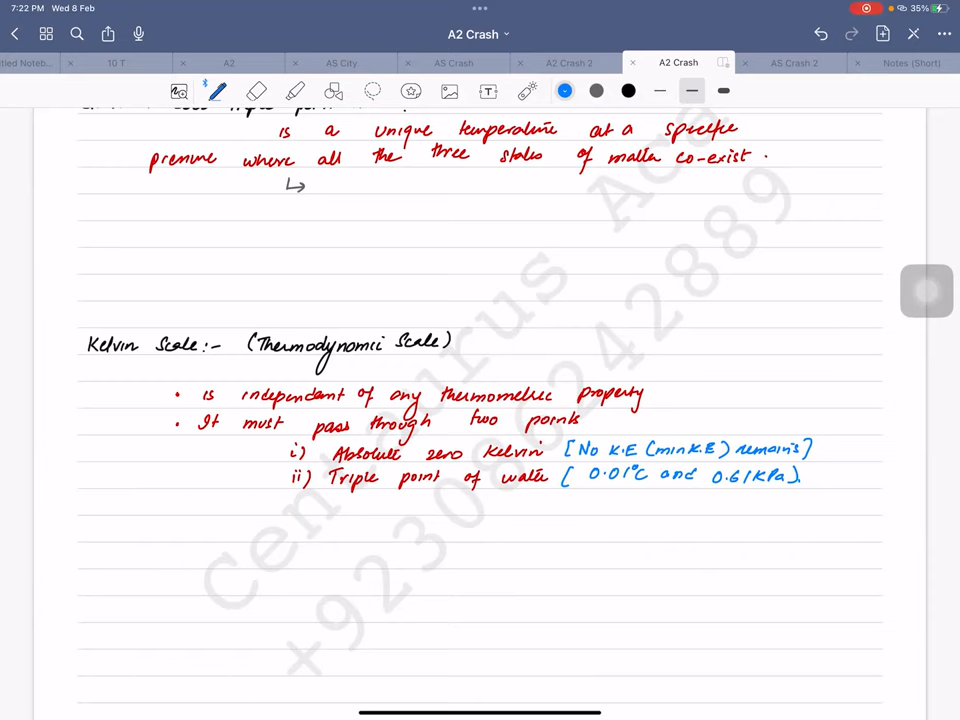 7:22 PM Wed 8 Feb
35%
A2 Crash
10 T
A2
AS City
AS Crash
A2 Crash 2
A2 Crash
AS Crash 2
Notes (Short)
is a unique temperature at a specific
pressure where all the three states of matter co-exist.
Kelvin Scale:- (Thermodynamic Scale)
• is independant of any thermometric property
• It must pass through two points
i) Absolute zero Kelvin [No K.E (min K.E) remains]
ii) Triple point of water [0.01°C and 0.61KPa].
+923086242889